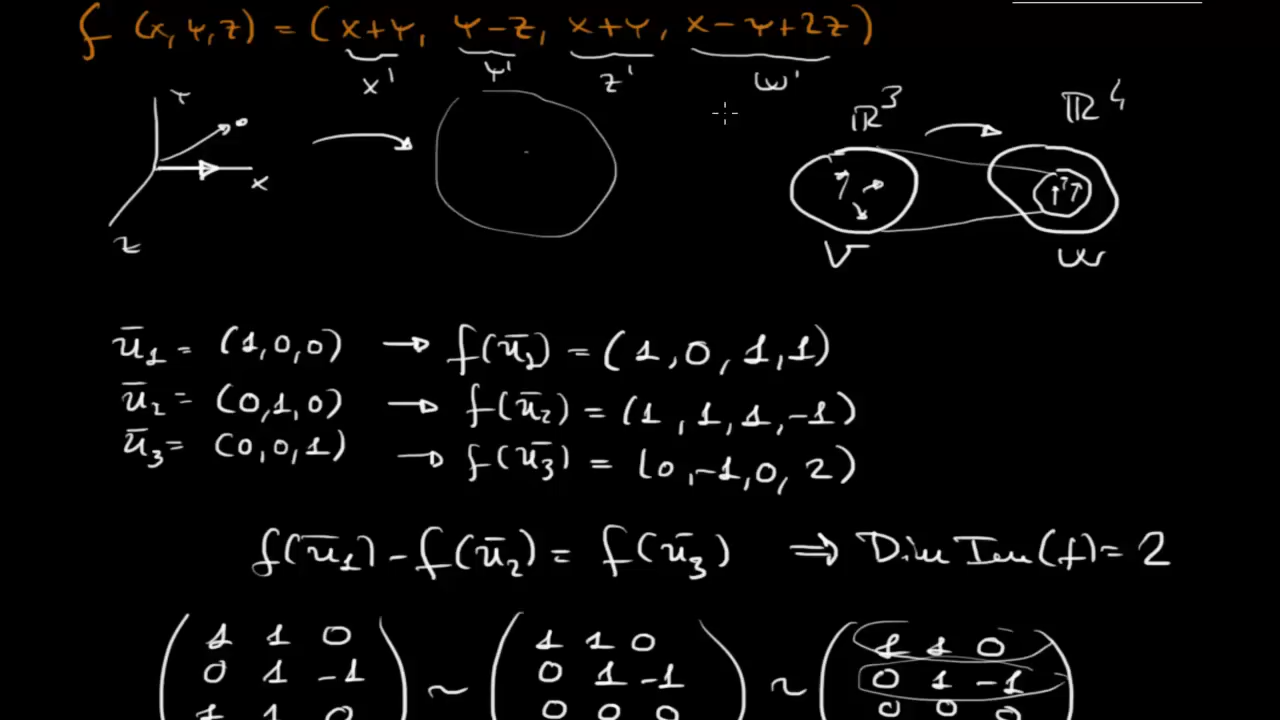 f (x, y, z) = (x+y, y-z, x+y, x-y+2z)
x' y' z' w'
Y X Z
ℝ³ ℝ⁴
V W
ū₁ = (1,0,0) → f(ū₁) = (1,0,1,1)
ū₂ = (0,1,0) → f(ū₂) = (1,1,1,-1)
ū₃ = (0,0,1) → f(ū₃) = (0,-1,0,2)
f(ū₁) - f(ū₂) = f(ū₃) ⇒ Dim Im(f) = 2
( 1 1 0 ) ( 1 1 0 ) ( 1 1 0 )
0 1 -1 ~ 0 1 -1 ~ 0 1 -1
1 1 0 0 0 0 0 0 0